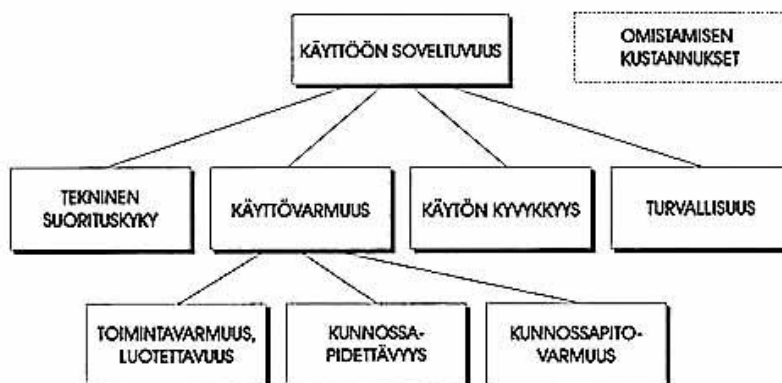 KÄYTTÖÖN SOVELTUVUUS
OMISTAMISEN
KUSTANNUKSET
TEKNINEN
SUORITUSKYKY
KÄYTTÖVARMUUS
KÄYTÖN KYVYKKYYS
TURVALLISUUS
TOIMINTAVARMUUS,
LUOTETTAVUUS
KUNNOSSA-
PIDETTÄVYYS
KUNNOSSAPITO-
VARMUUS